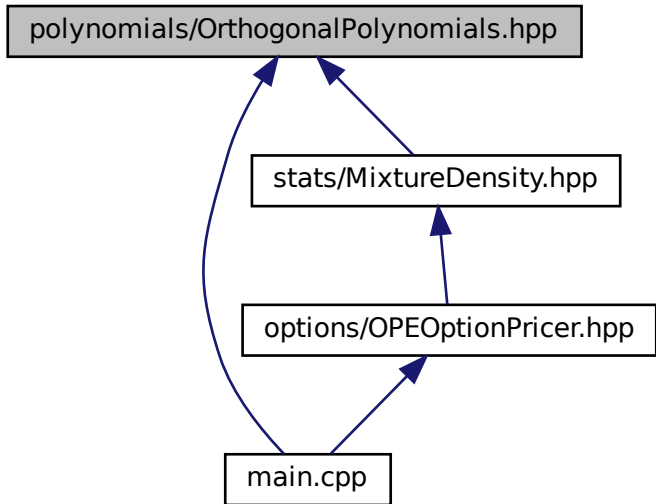 polynomials/OrthogonalPolynomials.hpp
stats/MixtureDensity.hpp
options/OPEOptionPricer.hpp
main.cpp